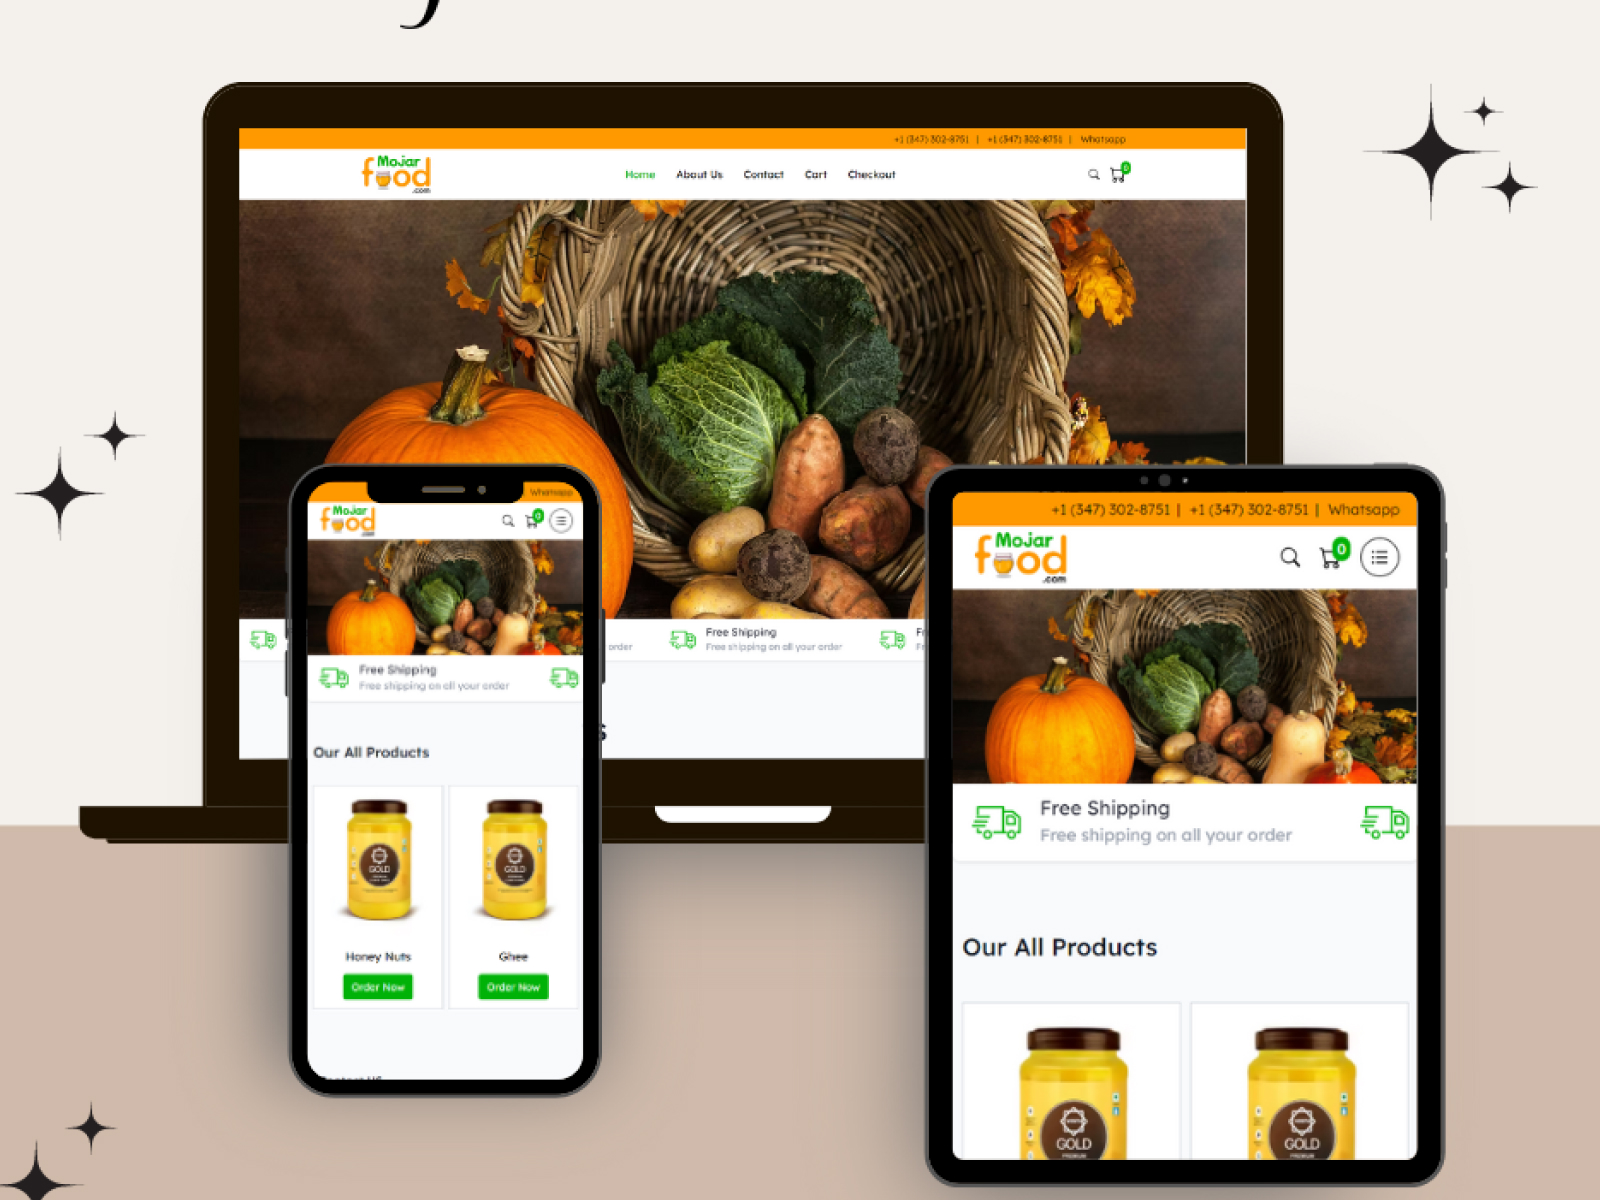 +1 (347) 302-8751 | +1 (347) 302-8751 | Whatsapp
Mojar
food
.com
Home About Us Contact Cart Checkout
0
order
Free Shipping
Free shipping on all your order
s
Whatsapp
Mojar
food
.com
0
Free Shipping
Free shipping on all your order
Our All Products
GOLD
GOLD
Honey Nuts
Ghee
Order Now
Order Now
+1 (347) 302-8751 | +1 (347) 302-8751 | Whatsapp
Mojar
food
.com
0
Free Shipping
Free shipping on all your order
Our All Products
GOLD
PREMIUM
GOLD
PREMIUM